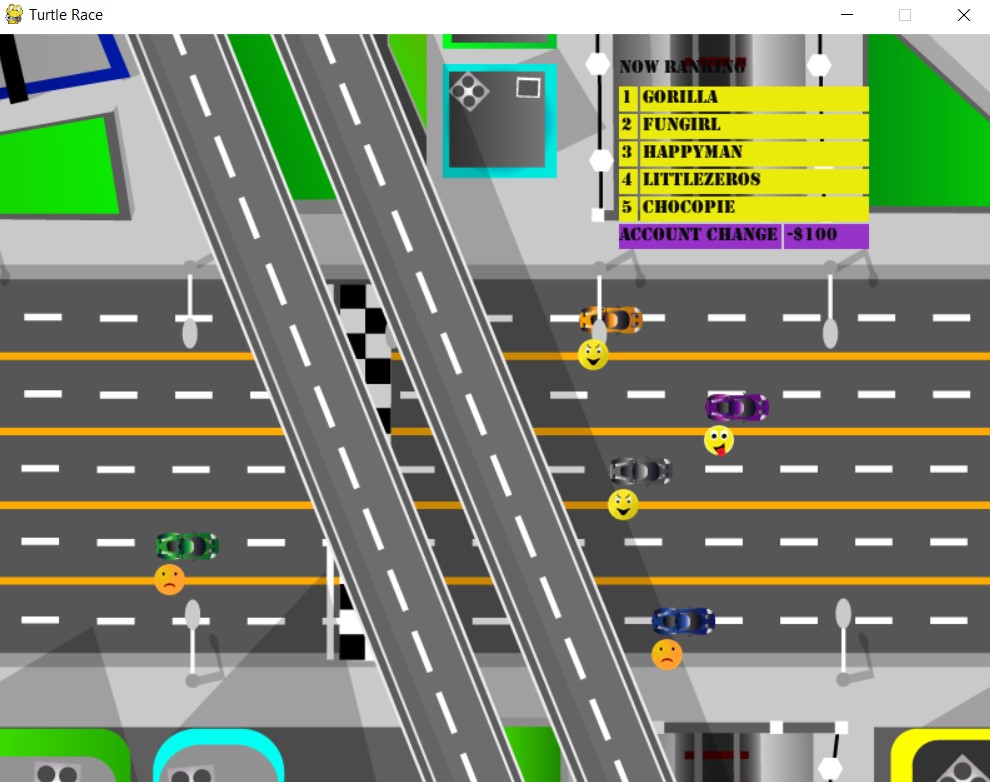 Turtle Race
NOW RANKING
1 GORILLA
2 FUNGIRL
3 HAPPYMAN
4 LITTLEZEROS
5 CHOCOPIE
ACCOUNT CHANGE -$100